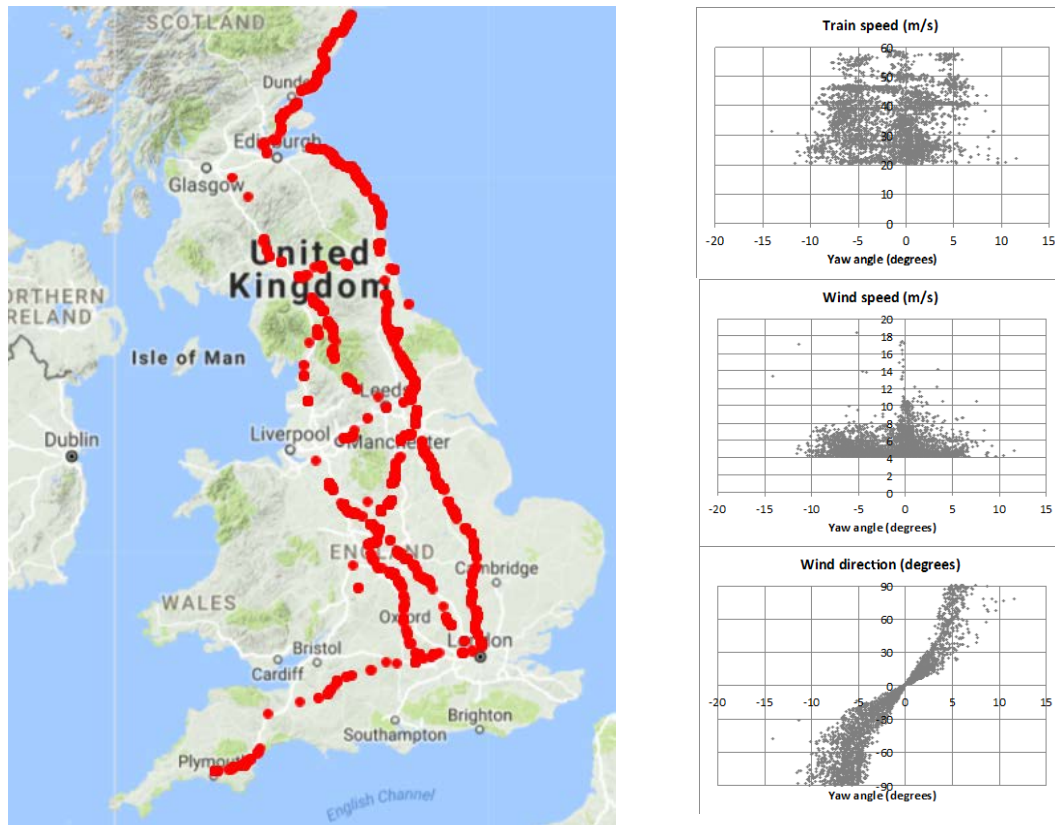 SCOTLAND
Dunde
Edinburgh
Glasgow
United
Kingdom
ORTHERN
RELAND
Isle of Man
Leeds
Dublin
Liverpool
Manchester
ENGLAND
Cambridge
WALES
Oxford
London
Bristol
Cardiff
Brighton
Southampton
Plymouth
English Channel
Train speed (m/s)
60
50
40
30
20
10
0
-20 -15 -10 -5 0 5 10 15
Yaw angle (degrees)
Wind speed (m/s)
20
18
16
14
12
10
8
6
4
2
0
-20 -15 -10 -5 0 5 10 15
Yaw angle (degrees)
Wind direction (degrees)
90
60
30
0
-20 -15 -10 -5 0 5 10 15
-30
-60
-90
Yaw angle (degrees)